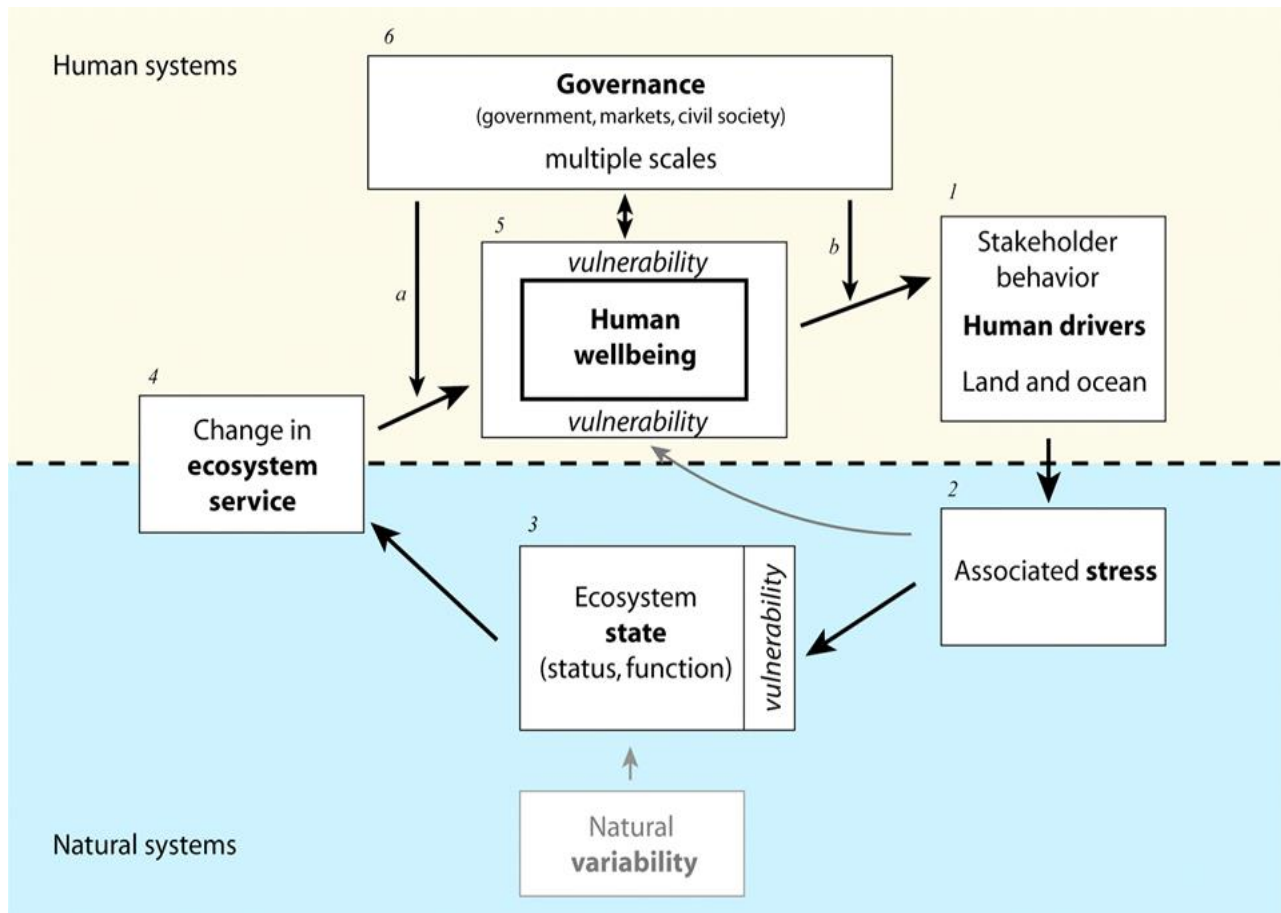 Human systems
6
Governance
(government, markets, civil society)
multiple scales
a
b
5
vulnerability
Human
wellbeing
vulnerability
1
Stakeholder
behavior
Human drivers
Land and ocean
4
Change in
ecosystem
service
2
Associated stress
3
Ecosystem
state
(status, function)
vulnerability
Natural
variability
Natural systems